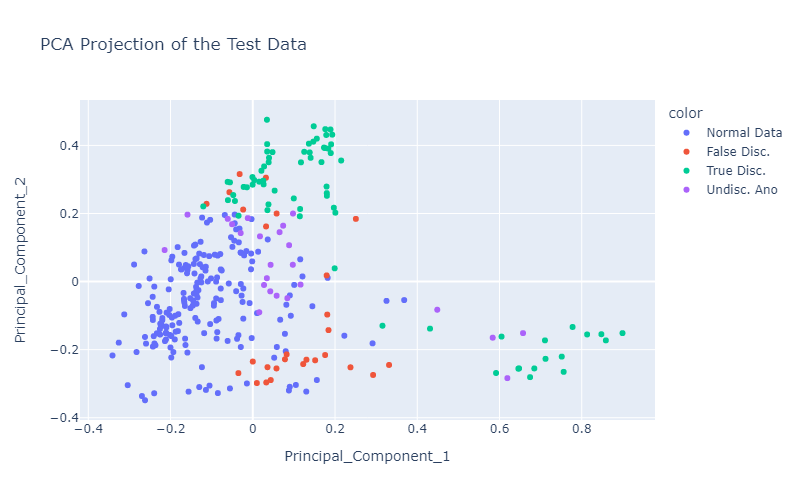 PCA Projection of the Test Data
color
Normal Data
False Disc.
True Disc.
Undisc. Ano
Principal_Component_2
0.4
0.2
0
−0.2
−0.4
−0.4
−0.2
0
0.2
0.4
0.6
0.8
Principal_Component_1